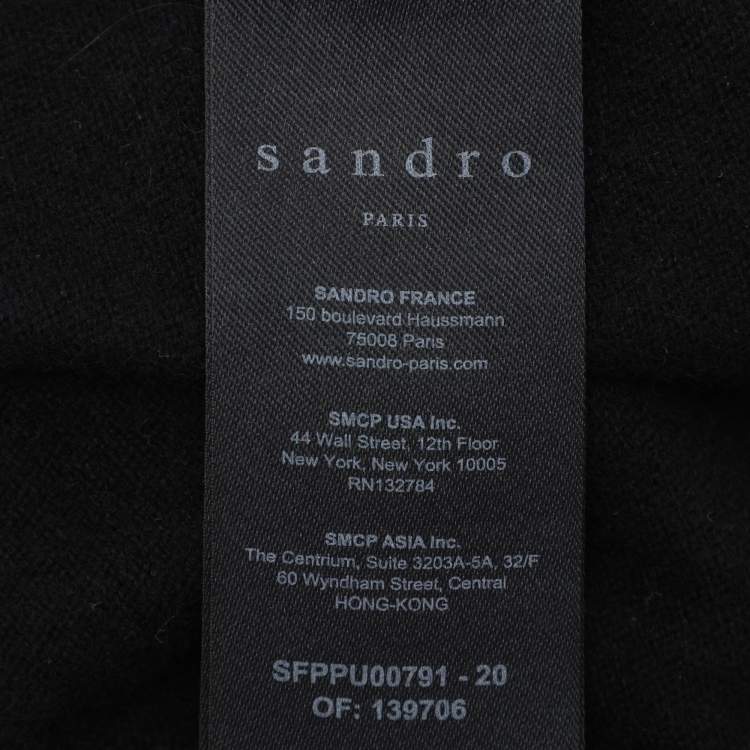 sandro
PARIS
SANDRO FRANCE
150 boulevard Haussmann
75008 Paris
www.sandro-paris.com
SMCP USA Inc.
44 Wall Street, 12th Floor
New York, New York 10005
RN132784
SMCP ASIA Inc.
The Centrium, Suite 3203A-5A, 32/F
60 Wyndham Street, Central
HONG-KONG
SFPPU00791 - 20
OF: 139706